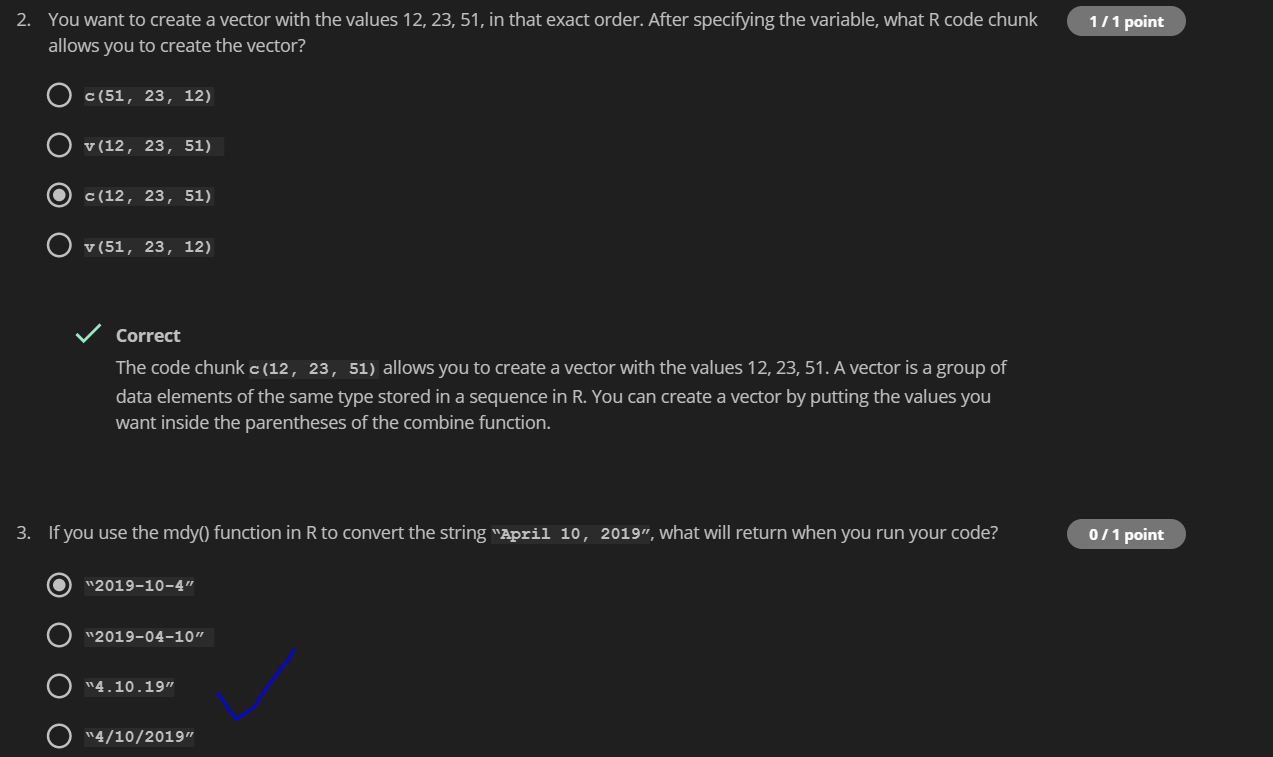 2. You want to create a vector with the values 12, 23, 51, in that exact order. After specifying the variable, what R code chunk 1 / 1 point
allows you to create the vector?
c(51, 23, 12)
v(12, 23, 51)
c(12, 23, 51)
v(51, 23, 12)
Correct
The code chunk c(12, 23, 51) allows you to create a vector with the values 12, 23, 51. A vector is a group of
data elements of the same type stored in a sequence in R. You can create a vector by putting the values you
want inside the parentheses of the combine function.
3. If you use the mdy() function in R to convert the string “April 10, 2019”, what will return when you run your code? 0 / 1 point
“2019-10-4”
“2019-04-10”
“4.10.19”
“4/10/2019”